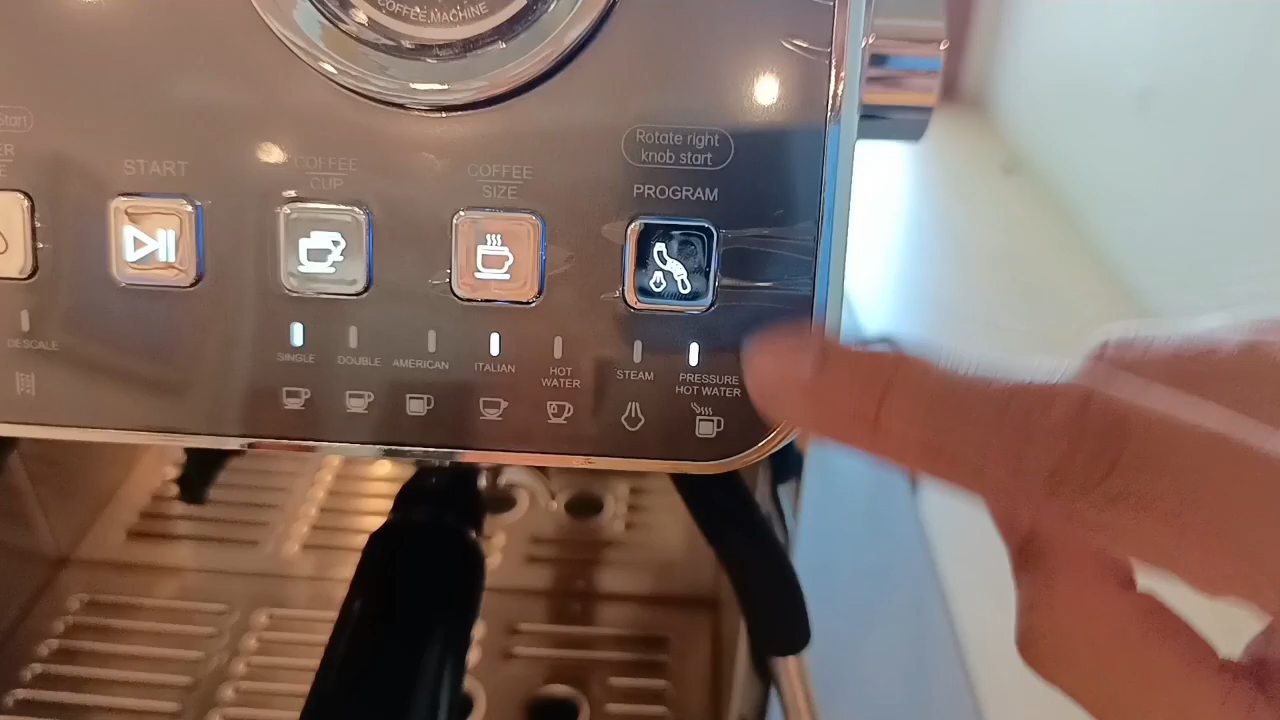 COFFEE MACHINE
Start
Rotate right
knob start
START
COFFEE
CUP
COFFEE
SIZE
PROGRAM
DESCALE
SINGLE
DOUBLE
AMERICAN
ITALIAN
HOT
WATER
STEAM
PRESSURE
HOT WATER